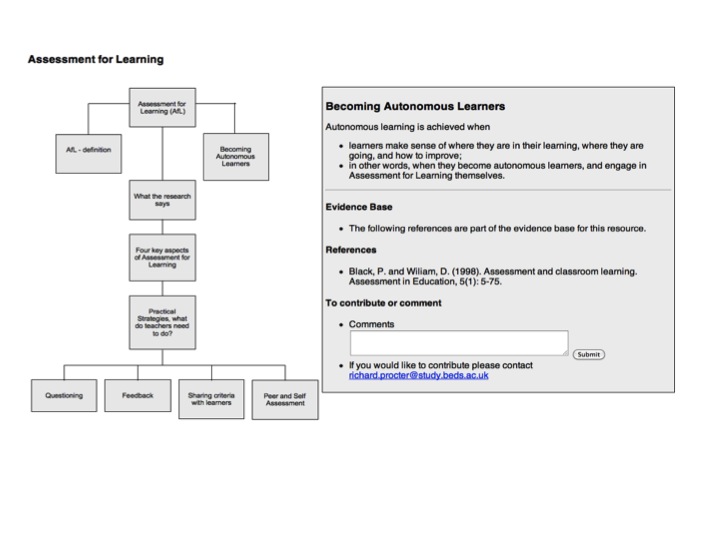 Assessment for Learning
Assessment for
Learning (AfL)
AfL - definition
Becoming
Autonomous
Learners
What the research
says
Four key aspects
of Assessment for
Learning
Practical
Strategies, what
do teachers need
to do?
Questioning
Feedback
Sharing criteria
with learners
Peer and Self
Assessment
Becoming Autonomous Learners
Autonomous learning is achieved when
• learners make sense of where they are in their learning, where they are
going, and how to improve;
• in other words, when they become autonomous learners, and engage in
Assessment for Learning themselves.
Evidence Base
• The following references are part of the evidence base for this resource.
References
• Black, P. and Wiliam, D. (1998). Assessment and classroom learning.
Assessment in Education, 5(1): 5-75.
To contribute or comment
• Comments
Submit
• If you would like to contribute please contact
richard.procter@study.beds.ac.uk